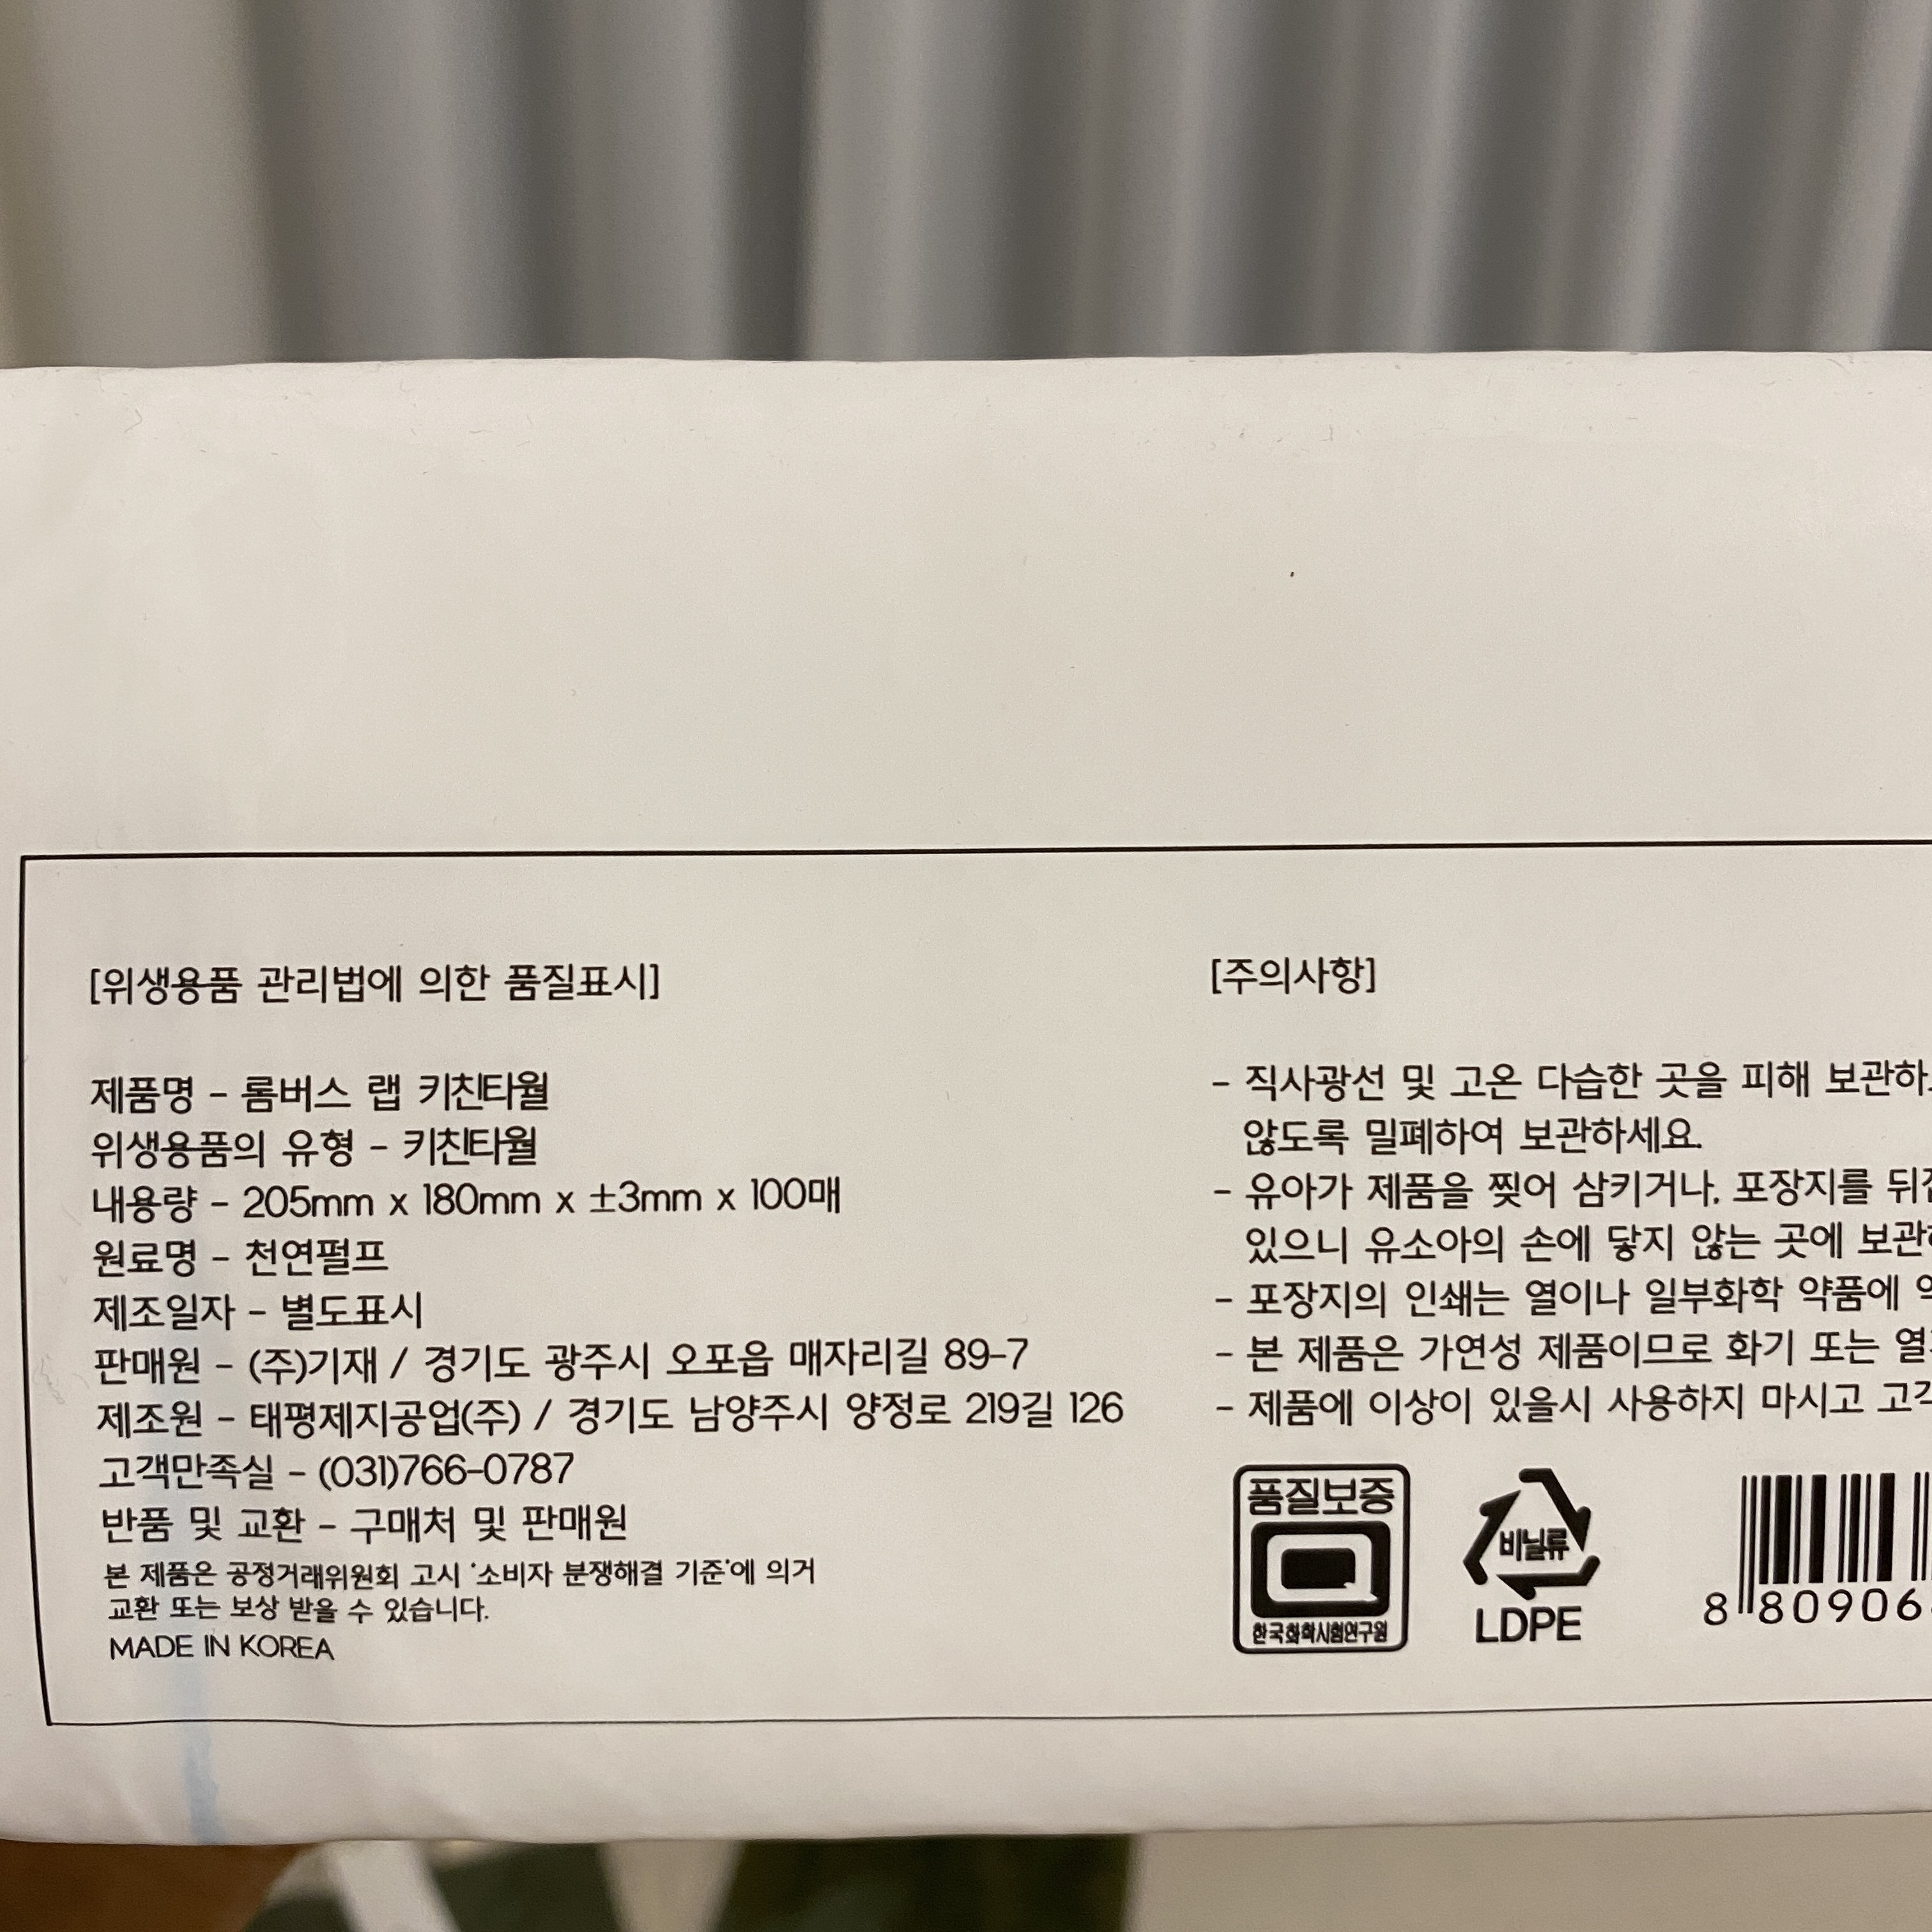 [위생용품 관리법에 의한 품질표시]
제품명 - 롬버스 랩 키친타월
위생용품의 유형 - 키친타월
내용량 - 205mm x 180mm x ±3mm x 100매
원료명 - 천연펄프
제조일자 - 별도표시
판매원 - (주)기재 / 경기도 광주시 오포읍 매자리길 89-7
제조원 - 태평제지공업(주) / 경기도 남양주시 양정로 219길 126
고객만족실 - (031)766-0787
반품 및 교환 - 구매처 및 판매원
본 제품은 공정거래위원회 고시 '소비자 분쟁해결 기준'에 의거
교환 또는 보상 받을 수 있습니다.
MADE IN KOREA
[주의사항]
- 직사광선 및 고온 다습한 곳을 피해
않도록 밀폐하여 보관하세요.
- 유아가 제품을 찢어 삼키거나, 포장지를
있으니 유소아의 손에 닿지 않는 곳에
- 포장지의 인쇄는 열이나 일부화학 약품에
- 본 제품은 가연성 제품이므로 화기 또는
- 제품에 이상이 있을시 사용하지 마시고
품질보증
한국화학시험연구원
비닐류
LDPE
8 80906